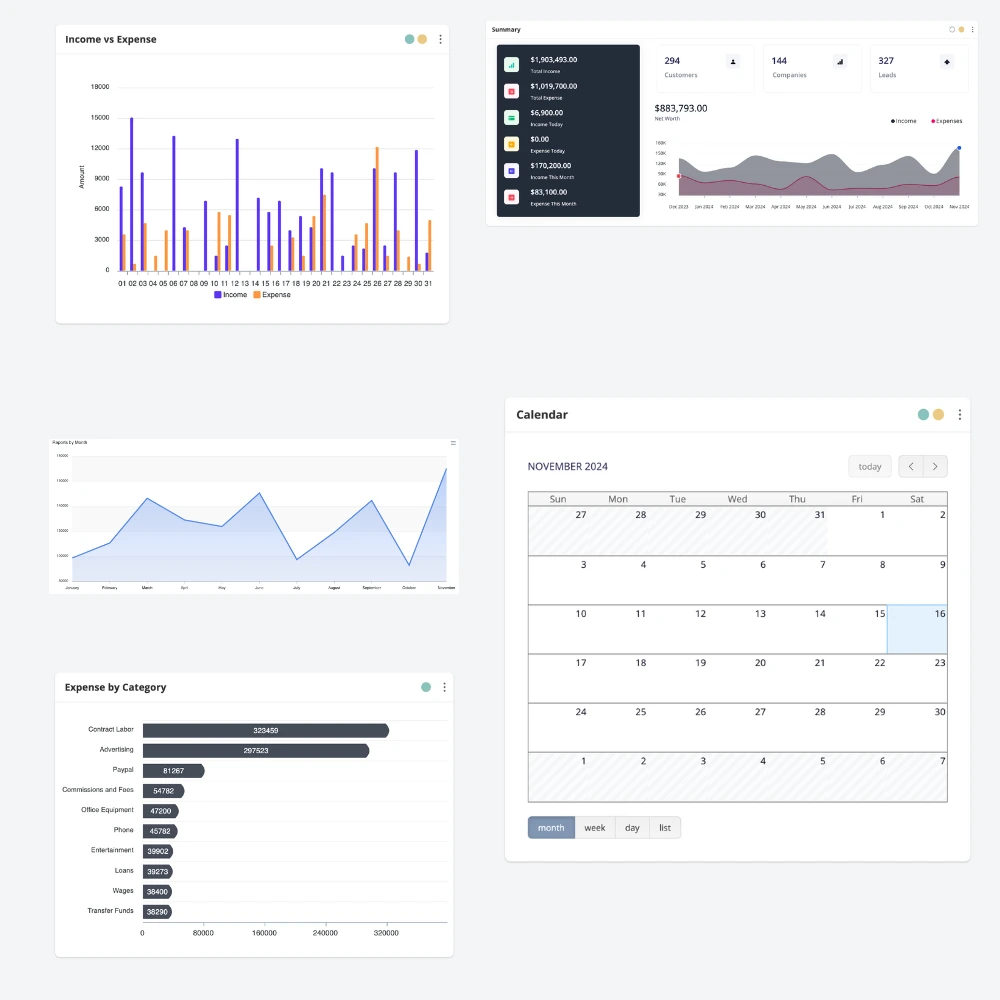 Income vs Expense
18000
15000
12000
9000
6000
3000
0
Amount
01 02 03 04 05 06 07 08 09 10 11 12 13 14 15 16 17 18 19 20 21 22 23 24 25 26 27 28 29 30 31
Income Expense
Summary
$1,903,493.00
Total Income
$1,019,700.00
Total Expense
$6,900.00
Income Today
$0.00
Expense Today
$170,200.00
Income This Month
$83,100.00
Expense This Month
294
Customers
144
Companies
327
Leads
$883,793.00
Net Worth
Income Expenses
180K
150K
120K
90K
60K
30K
Dec 2023 Jan 2024 Feb 2024 Mar 2024 Apr 2024 May 2024 Jun 2024 Jul 2024 Aug 2024 Sep 2024 Oct 2024 Nov 2024
Reports by Month
January February March April May June July August September October November
Calendar
NOVEMBER 2024
today
Sun Mon Tue Wed Thu Fri Sat
27 28 29 30 31 1 2
3 4 5 6 7 8 9
10 11 12 13 14 15 16
17 18 19 20 21 22 23
24 25 26 27 28 29 30
1 2 3 4 5 6 7
month week day list
Expense by Category
Contract Labor 323459
Advertising 297523
Paypal 81267
Commissions and Fees 54782
Office Equipment 47200
Phone 45782
Entertainment 39902
Loans 39273
Wages 38400
Transfer Funds 38290
0 80000 160000 240000 320000